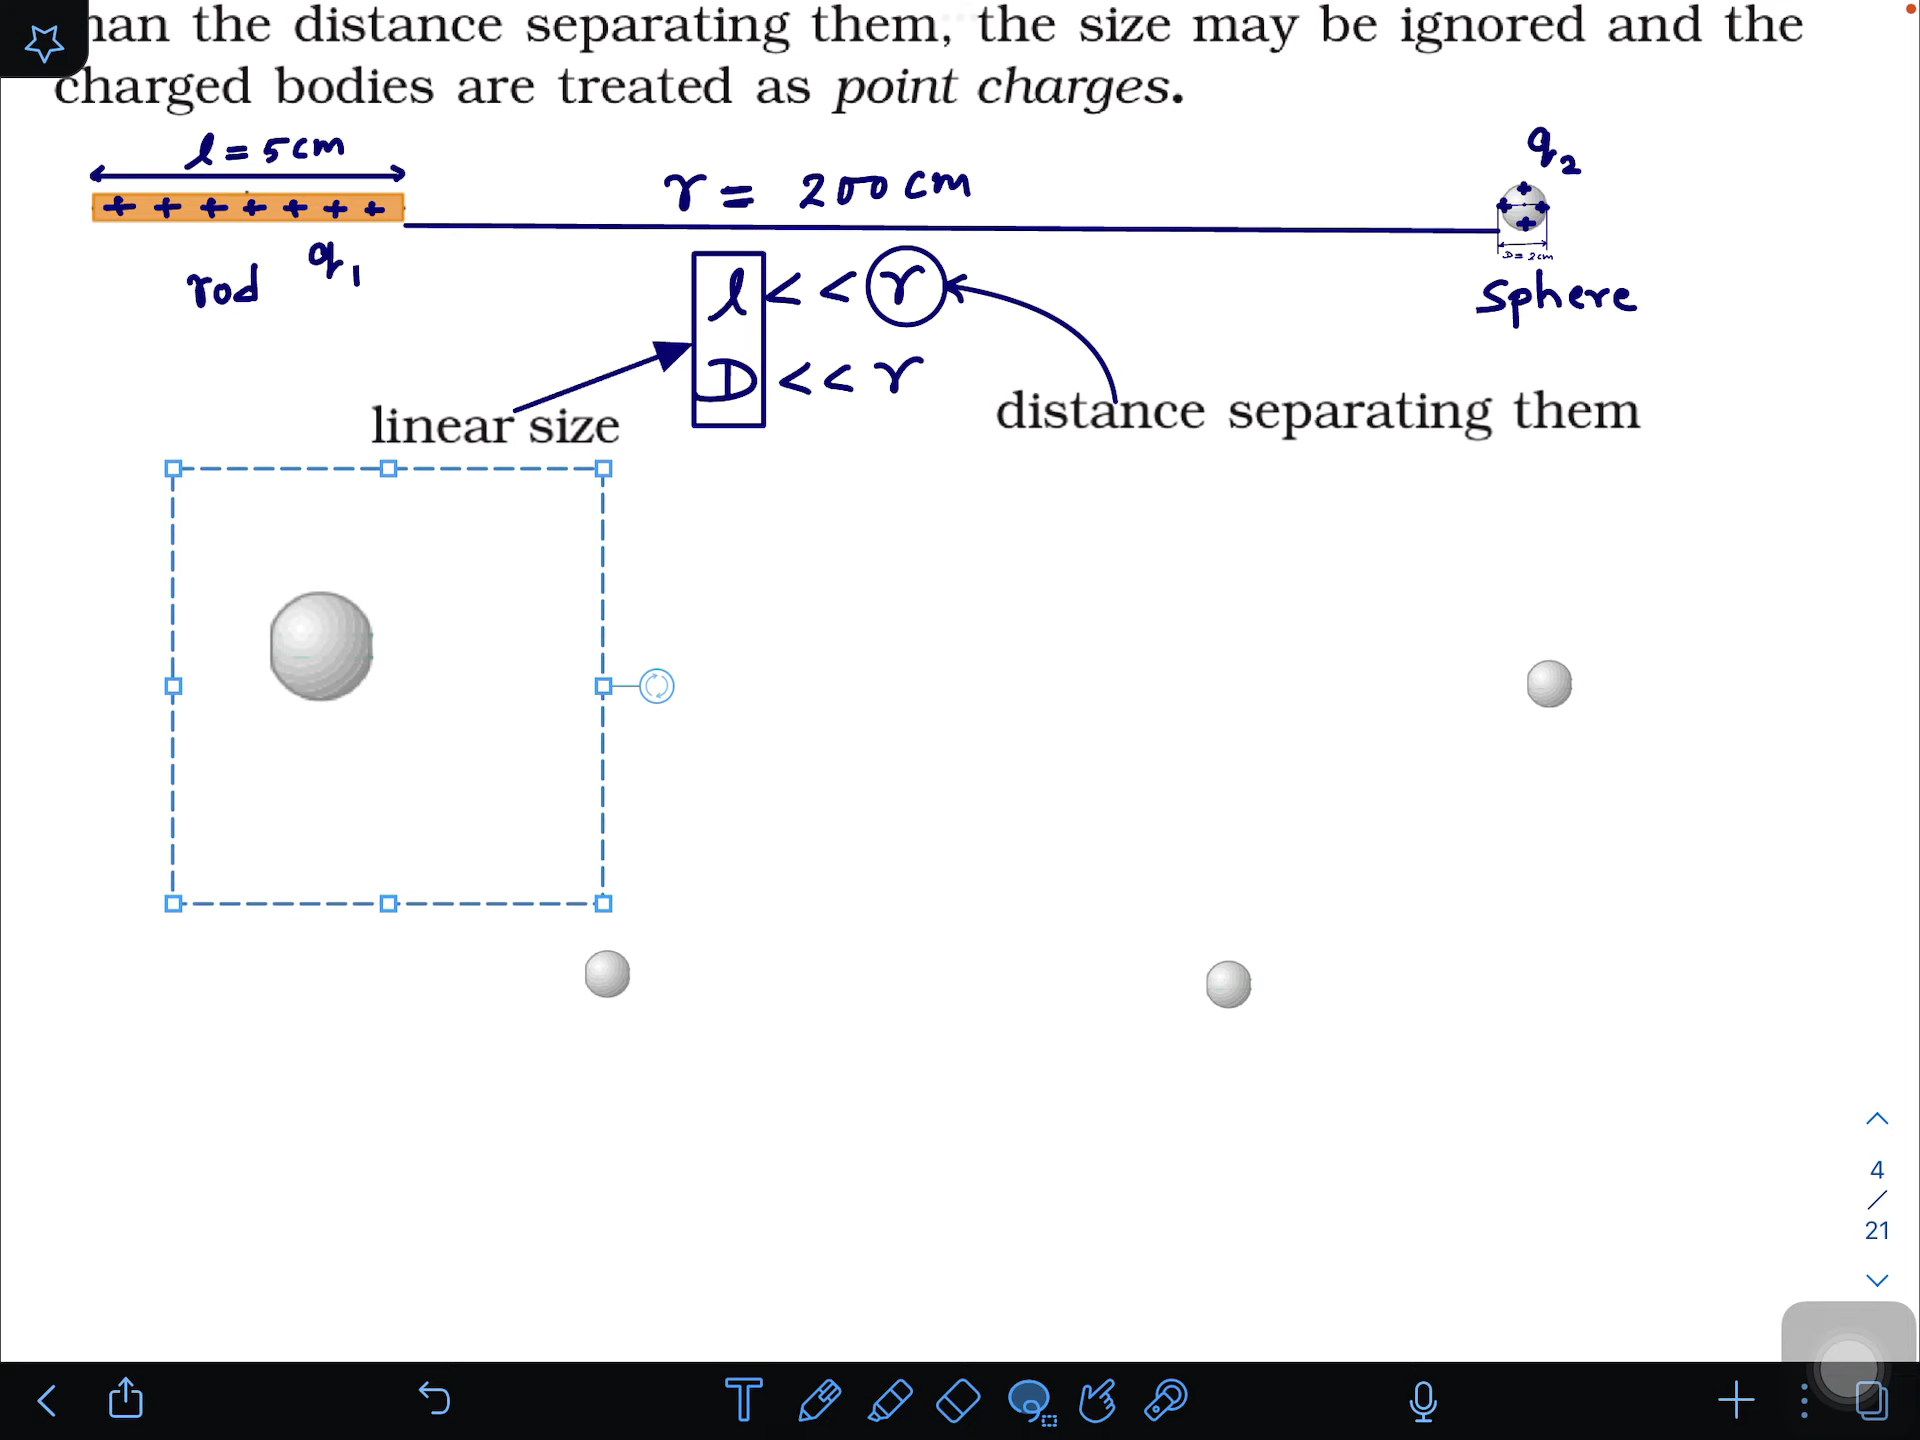 han the distance separating them, the size may be ignored and the
charged bodies are treated as point charges.
l = 5cm
r = 200 cm
q2
+ + + + + + +
+ + + +
D = 2cm
rod q1
sphere
l << r
D << r
linear size
distance separating them
4
/
21